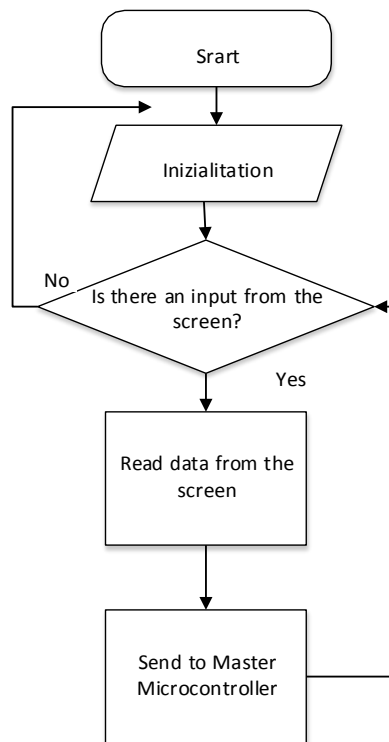 Srart
Inizialitation
No
Is there an input from the
screen?
Yes
Read data from the
screen
Send to Master
Microcontroller